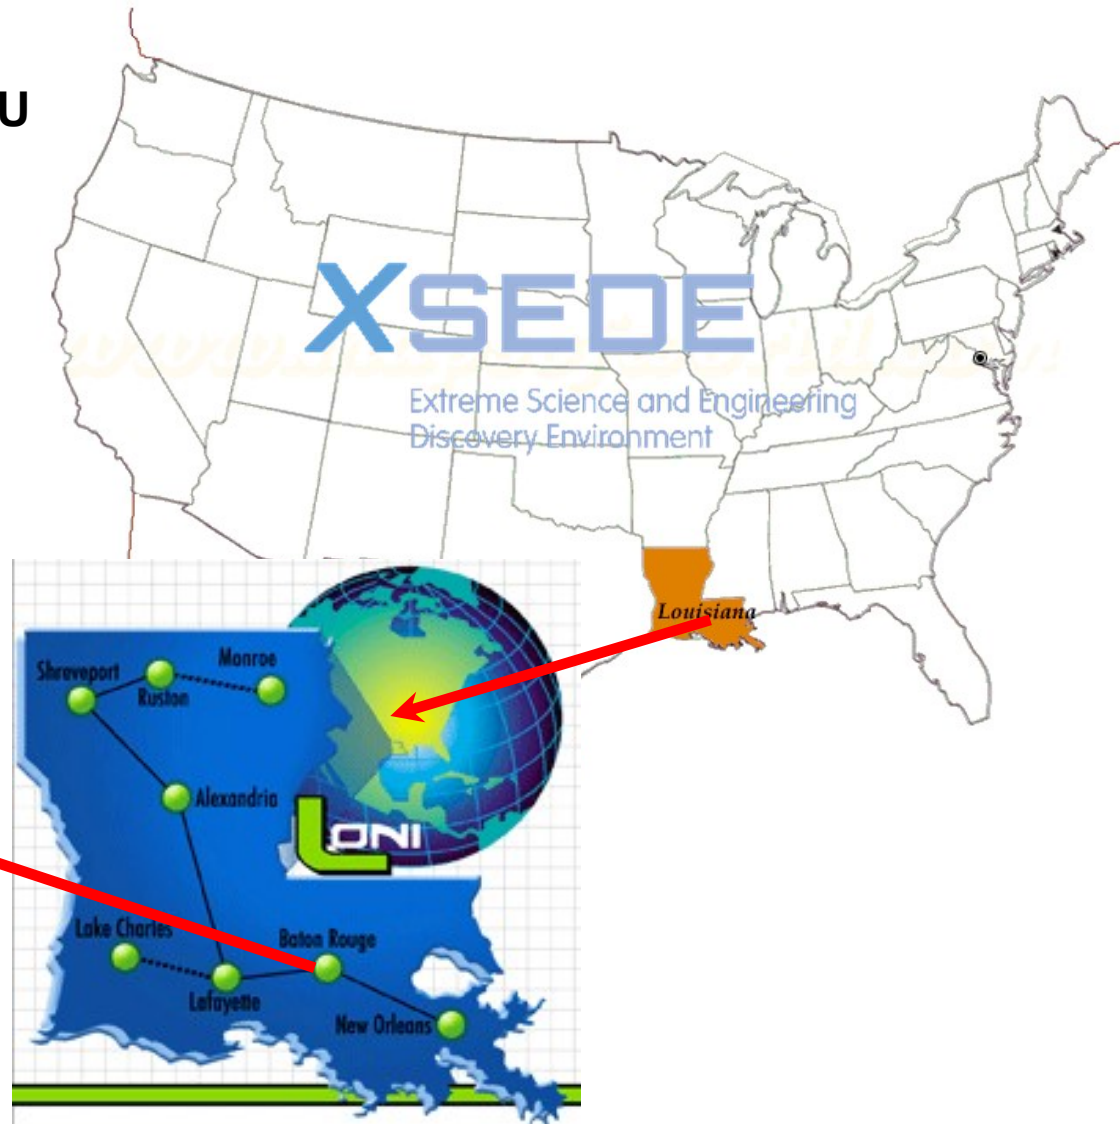 U
XSEDE
Extreme Science and Engineering
Discovery Environment
Louisiana
Monroe
Shreveport
Ruston
Alexandria
LONI
Lake Charles
Baton Rouge
Lafayette
New Orleans